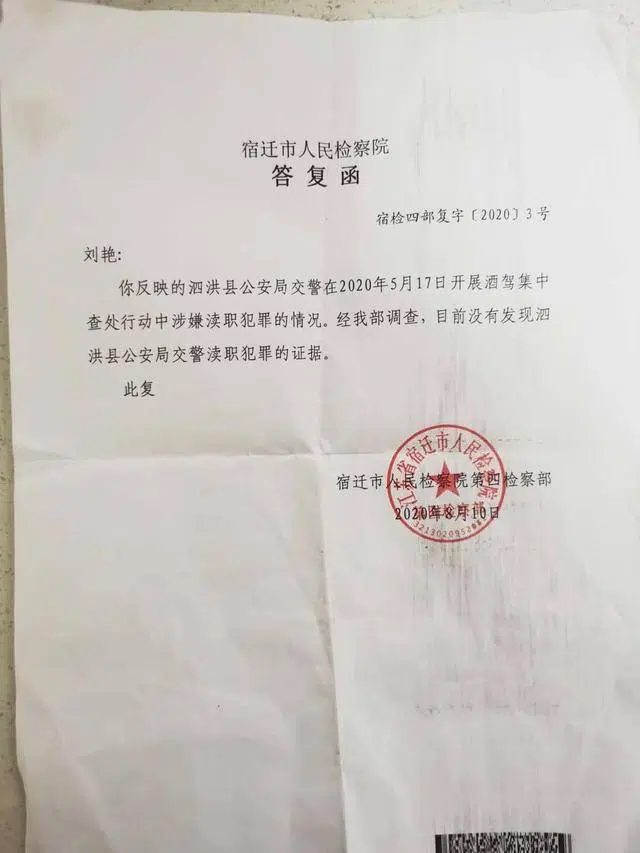 宿迁市人民检察院
答复函
宿检四部复字〔2020〕3号
刘艳:
你反映的泗洪县公安局交警在2020年5月17日开展酒驾集中
查处行动中涉嫌渎职犯罪的情况。经我部调查，目前没有发现泗
洪县公安局交警渎职犯罪的证据。
此复
江苏省宿迁市人民检察院
宿迁市人民检察院第四检察部
2020年8月10日
第四检察部